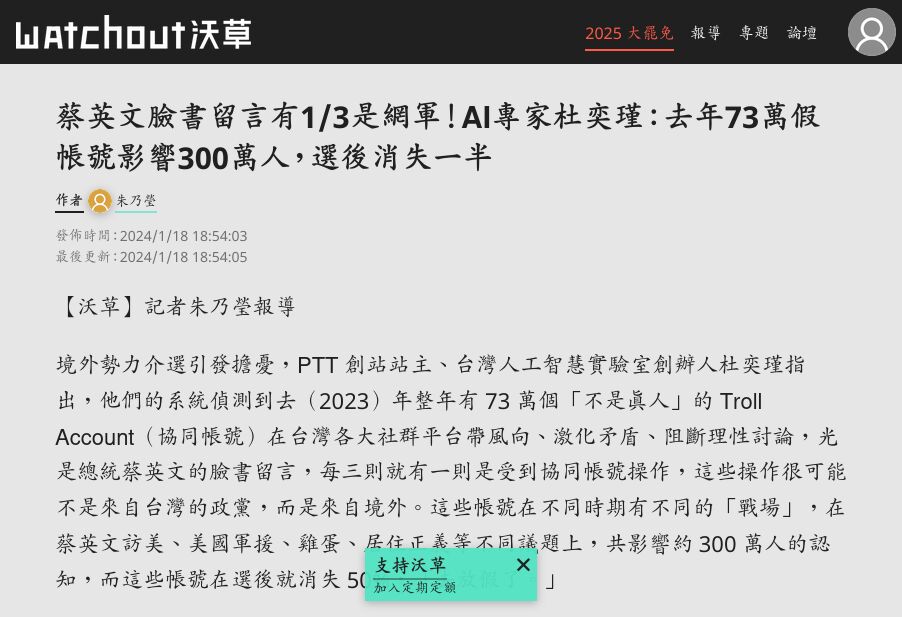 watchout沃草
2025 大罷免 報導 專題 論壇
蔡英文臉書留言有1/3是網軍！AI專家杜奕瑾：去年73萬假
帳號影響300萬人，選後消失一半
作者 朱乃瑩
發佈時間：2024/1/18 18:54:03
最後更新：2024/1/18 18:54:05
【沃草】記者朱乃瑩報導
境外勢力介選引發擔憂，PTT 創站站主、台灣人工智慧實驗室創辦人杜奕瑾指
出，他們的系統偵測到去（2023）年整年有 73 萬個「不是真人」的 Troll
Account（協同帳號）在台灣各大社群平台帶風向、激化矛盾、阻斷理性討論，光
是總統蔡英文的臉書留言，每三則就有一則是受到協同帳號操作，這些操作很可能
不是來自台灣的政黨，而是來自境外。這些帳號在不同時期有不同的「戰場」，在
蔡英文訪美、美國軍援、雞蛋、居住正義等不同議題上，共影響約 300 萬人的認
知，而這些帳號在選後就消失 50 放假了 」
支持沃草
加入定期定額